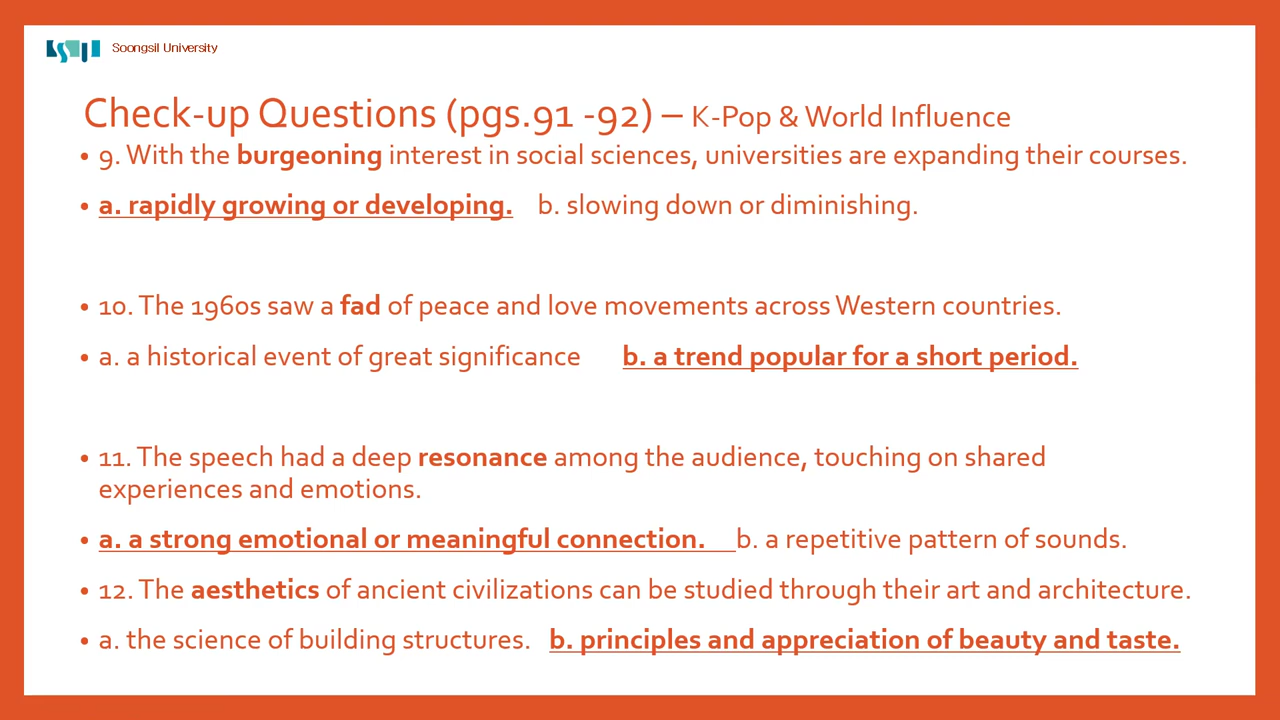 Soongsil University
Check-up Questions (pgs.91 -92) – K-Pop & World Influence
• 9. With the burgeoning interest in social sciences, universities are expanding their courses.
• a. rapidly growing or developing. b. slowing down or diminishing.
• 10. The 1960s saw a fad of peace and love movements across Western countries.
• a. a historical event of great significance b. a trend popular for a short period.
• 11. The speech had a deep resonance among the audience, touching on shared
experiences and emotions.
• a. a strong emotional or meaningful connection. b. a repetitive pattern of sounds.
• 12. The aesthetics of ancient civilizations can be studied through their art and architecture.
• a. the science of building structures. b. principles and appreciation of beauty and taste.